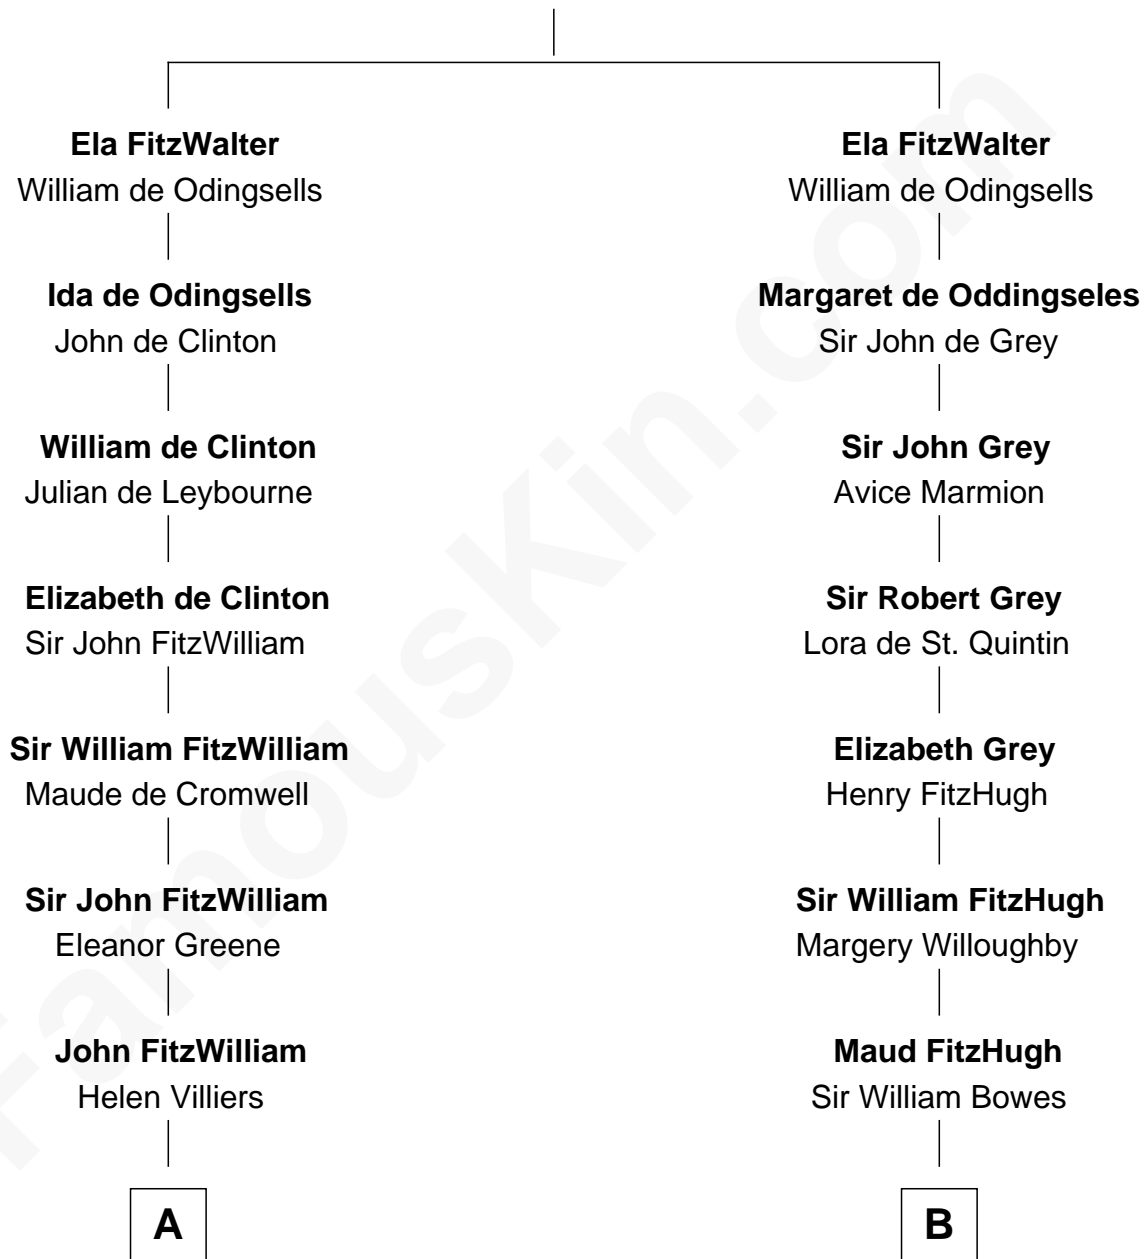 Ela FitzWalter
William de Odingsells
Ida de Odingsells
John de Clinton
William de Clinton
Julian de Leybourne
Elizabeth de Clinton
Sir John FitzWilliam
Sir William FitzWilliam
Maude de Cromwell
Sir John FitzWilliam
Eleanor Greene
John FitzWilliam
Helen Villiers
A
Ela FitzWalter
William de Odingsells
Margaret de Oddingseles
Sir John de Grey
Sir John Grey
Avice Marmion
Sir Robert Grey
Lora de St. Quintin
Elizabeth Grey
Henry FitzHugh
Sir William FitzHugh
Margery Willoughby
Maud FitzHugh
Sir William Bowes
B
FamousKin.com